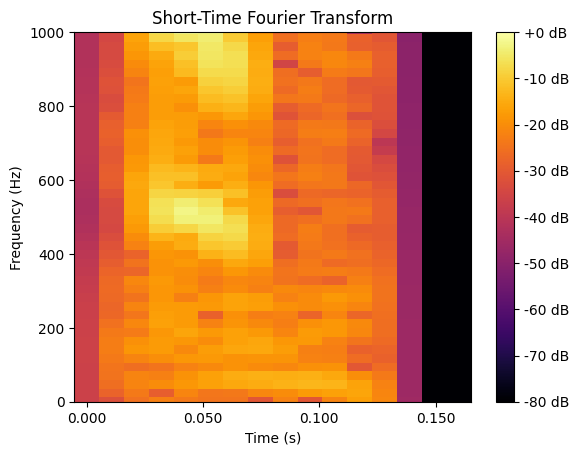 Short-Time Fourier Transform
1000
800
600
400
200
0
Frequency (Hz)
0.000
0.050
0.100
0.150
Time (s)
+0 dB
-10 dB
-20 dB
-30 dB
-40 dB
-50 dB
-60 dB
-70 dB
-80 dB